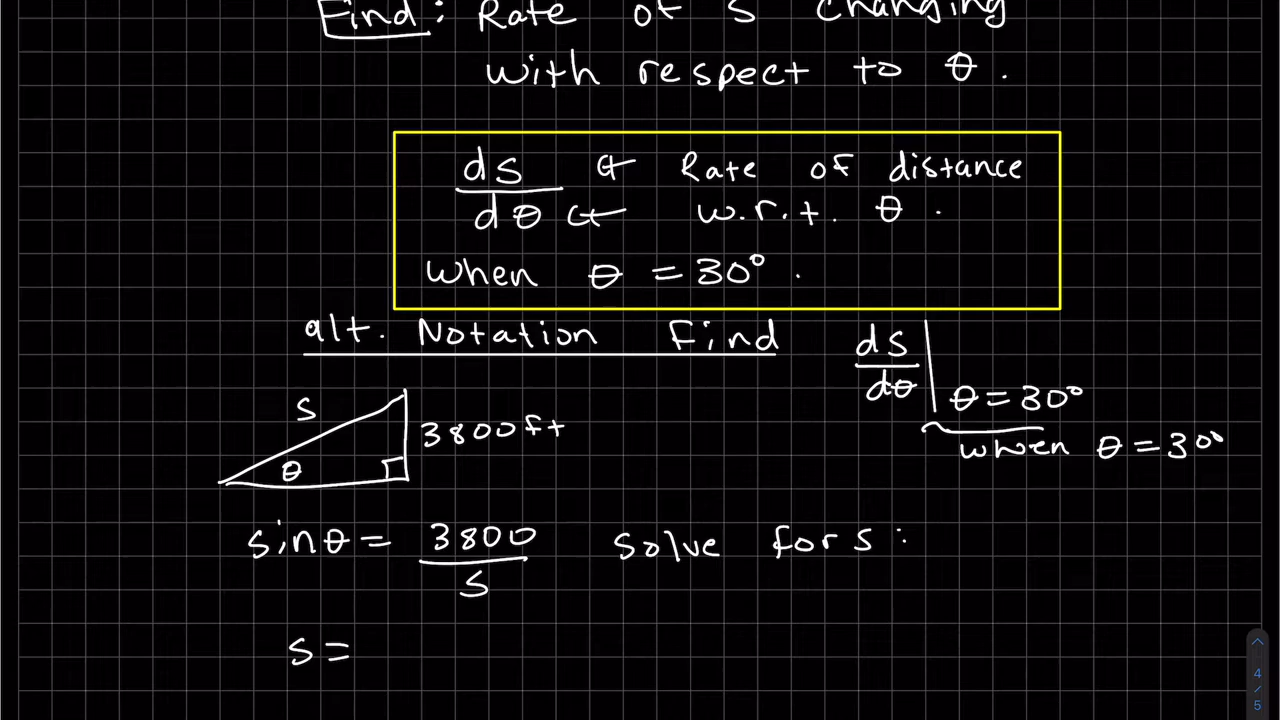 Find: Rate of S changing
with respect to θ.
dS ← Rate of distance
dθ ← w.r.t. θ.
when θ = 30°.
alt. Notation Find dS/dθ | θ = 30°
when θ = 30°
S
3800ft
θ
sinθ = 3800/S solve for s:
s =
4
/
5